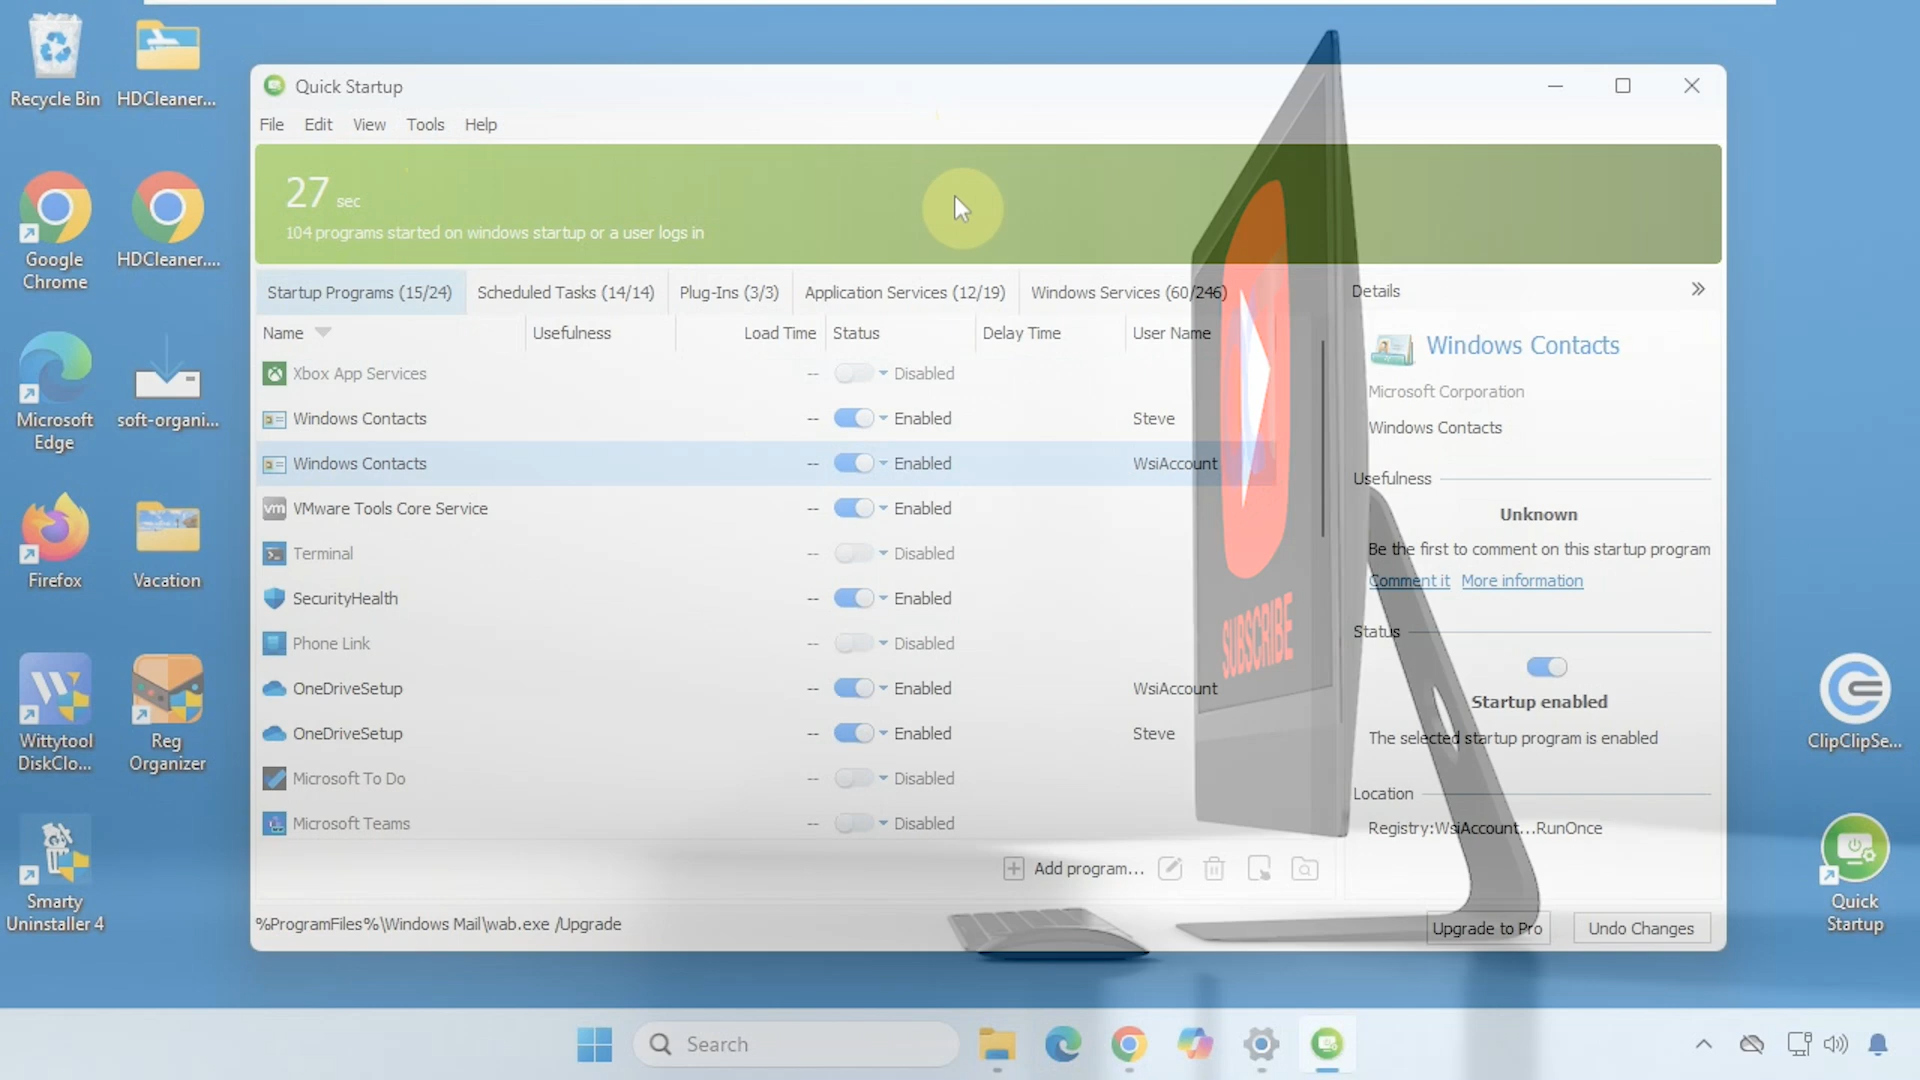 Recycle Bin
HDCleaner...
Google
Chrome
HDCleaner....
Microsoft
Edge
soft-organi...
Firefox
Vacation
Wittytool
DiskClo...
Reg
Organizer
Smarty
Uninstaller 4
Quick Startup
File Edit View Tools Help
27 sec
104 programs started on windows startup or a user logs in
Startup Programs (15/24) Scheduled Tasks (14/14) Plug-Ins (3/3) Application Services (12/19) Windows Services (60/246)
Name Usefulness Load Time Status Delay Time User Name
Xbox App Services -- Disabled
Windows Contacts -- Enabled Steve
Windows Contacts -- Enabled WsiAccount
vm VMware Tools Core Service -- Enabled
Terminal -- Disabled
SecurityHealth -- Enabled
Phone Link -- Disabled
OneDriveSetup -- Enabled WsiAccount
OneDriveSetup -- Enabled Steve
Microsoft To Do -- Disabled
Microsoft Teams -- Disabled
Add program...
%ProgramFiles%\Windows Mail\wab.exe /Upgrade
SUBSCRIBE
Details
Windows Contacts
Microsoft Corporation
Windows Contacts
Usefulness
Unknown
Be the first to comment on this startup program
Comment it More information
Status
Startup enabled
The selected startup program is enabled
Location
Registry:WsiAccount...RunOnce
Upgrade to Pro Undo Changes
ClipClipSe...
Quick
Startup
Search